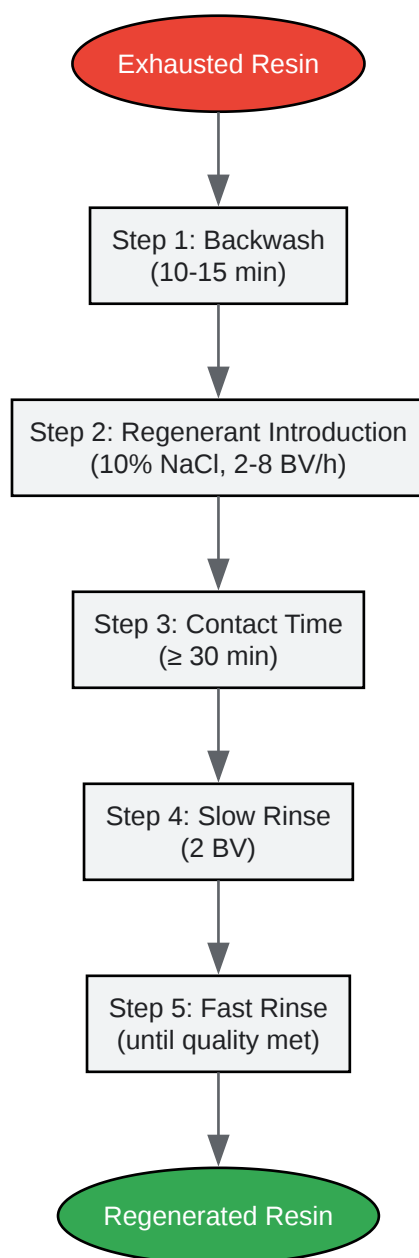 Exhausted Resin
Step 1: Backwash
(10-15 min)
Step 2: Regenerant Introduction
(10% NaCl, 2-8 BV/h)
Step 3: Contact Time
(≥ 30 min)
Step 4: Slow Rinse
(2 BV)
Step 5: Fast Rinse
(until quality met)
Regenerated Resin